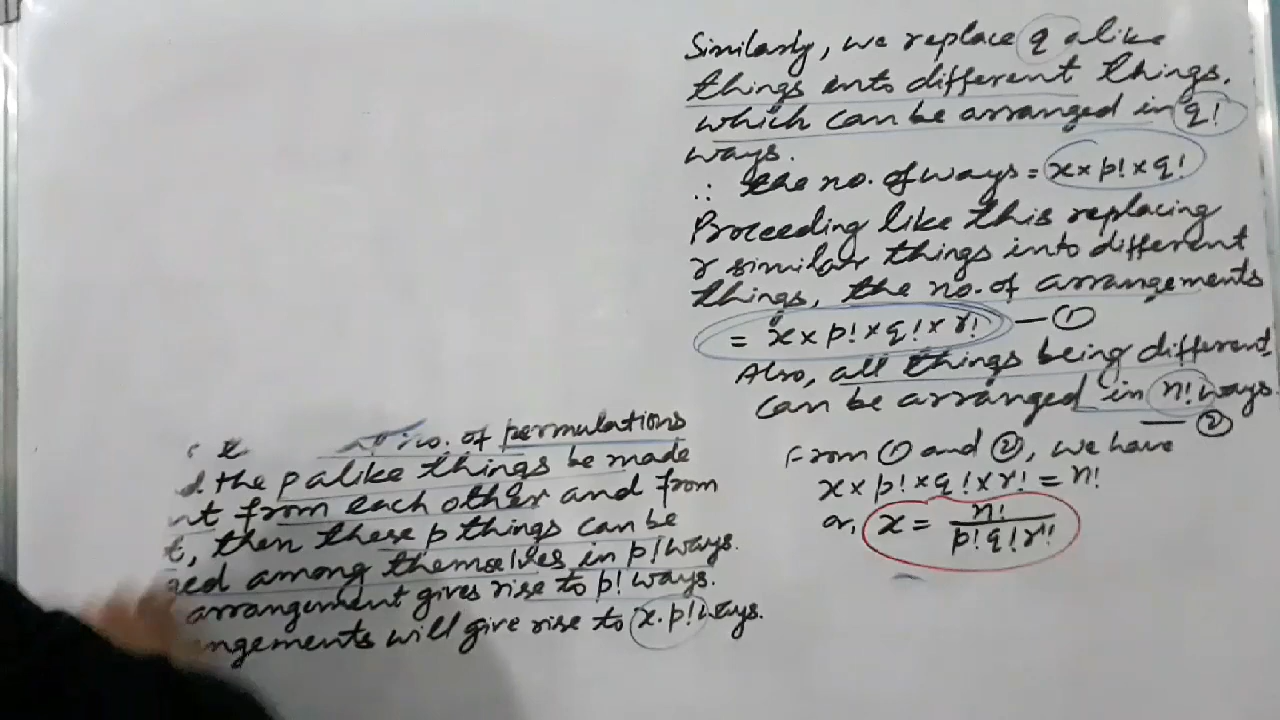 no. of permulations
the p alike things be made
from each other and from
then these p things can be
among themselves in p! ways.
arrangement gives rise to p! ways.
will give rise to x.p! ways.
Similarly, we replace q alike
things into different things,
which can be arranged in q!
ways.
∴ the no. of ways = x × p! × q!
Proceeding like this replacing
r similar things into different
things, the no. of arrangements
= x × p! × q! × r! — ①
Also, all things being different,
can be arranged in n! ways.
— ②
From ① and ②, we have
x × p! × q! × r! = n!
or, x = n! / p! q! r!